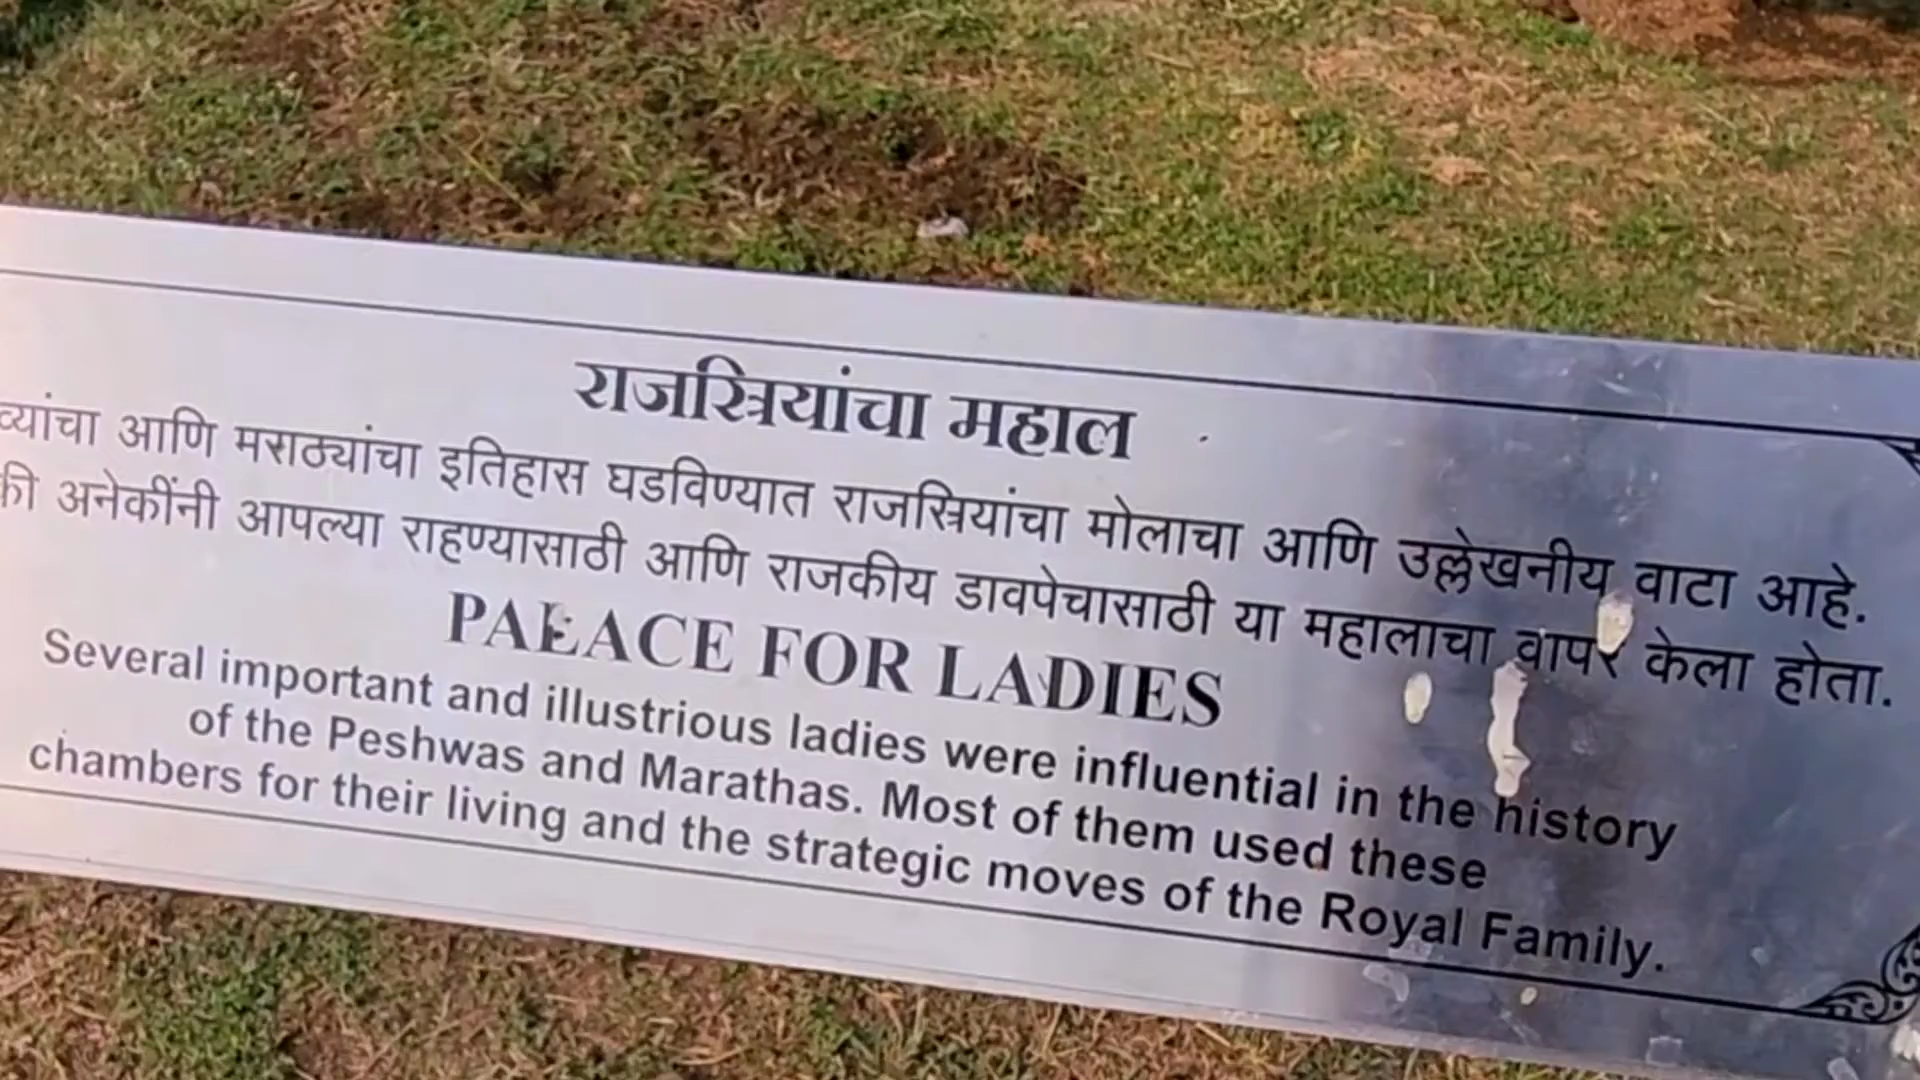 राजस्त्रियांचा महाल
आणि मराठ्यांचा इतिहास घडविण्यात राजस्त्रियांचा मोलाचा आणि उल्लेखनीय वाटा आहे.
अनेकींनी आपल्या राहण्यासाठी आणि राजकीय डावपेचासाठी या महालाचा वापर केला होता.
PALACE FOR LADIES
Several important and illustrious ladies were influential in the history
of the Peshwas and Marathas. Most of them used these
chambers for their living and the strategic moves of the Royal Family.